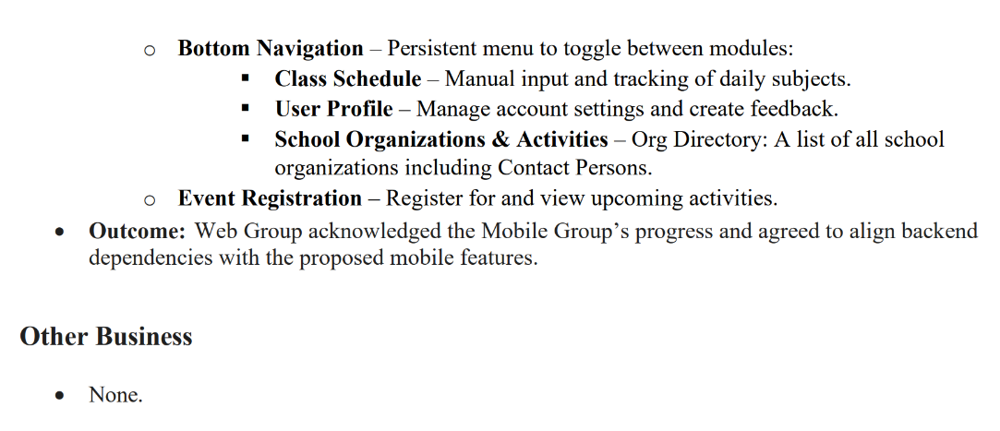 o Bottom Navigation – Persistent menu to toggle between modules:
▪ Class Schedule – Manual input and tracking of daily subjects.
▪ User Profile – Manage account settings and create feedback.
▪ School Organizations & Activities – Org Directory: A list of all school
organizations including Contact Persons.
o Event Registration – Register for and view upcoming activities.
• Outcome: Web Group acknowledged the Mobile Group’s progress and agreed to align backend
dependencies with the proposed mobile features.
Other Business
• None.